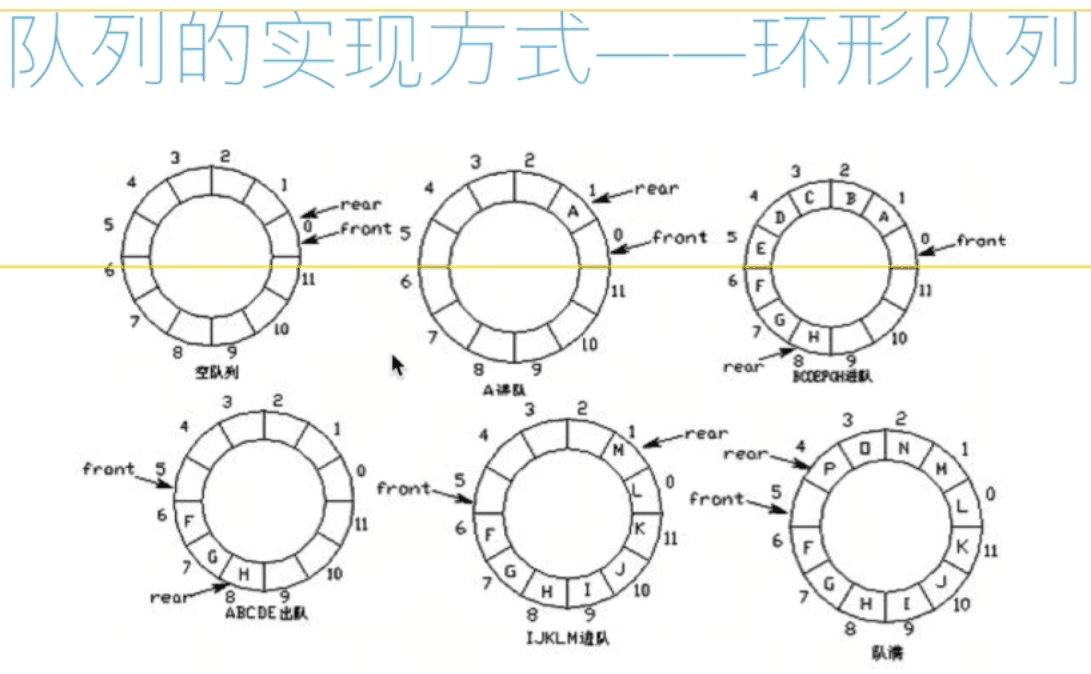 队列的实现方式——环形队列
3 2
4 1
rear
5 0 front
6 11
7 10
8 9
空队列
3 2
4 1 rear
A
5 0 front
6 11
7 10
8 9
A进队
3 2
4 C B 1
D A
5 E 0 front
6 F 11
7 G H 10
rear 8 9
BCDEFGH进队
3 2
4 1
front 5 0
6 F 11
7 G H 10
rear 8 9
ABCDE出队
3 2
4 1 rear
M
front 5 L 0
6 F K 11
7 G H I J 10
8 9
IJKLM进队
3 2
rear 4 P O N M 1
front 5 L 0
6 F K 11
7 G H I J 10
8 9
队满